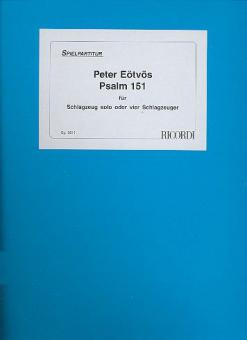 SPIELPARTITUR
Peter Eötvös
Psalm 151
für
Schlagzeug solo oder vier Schlagzeuger
RICORDI